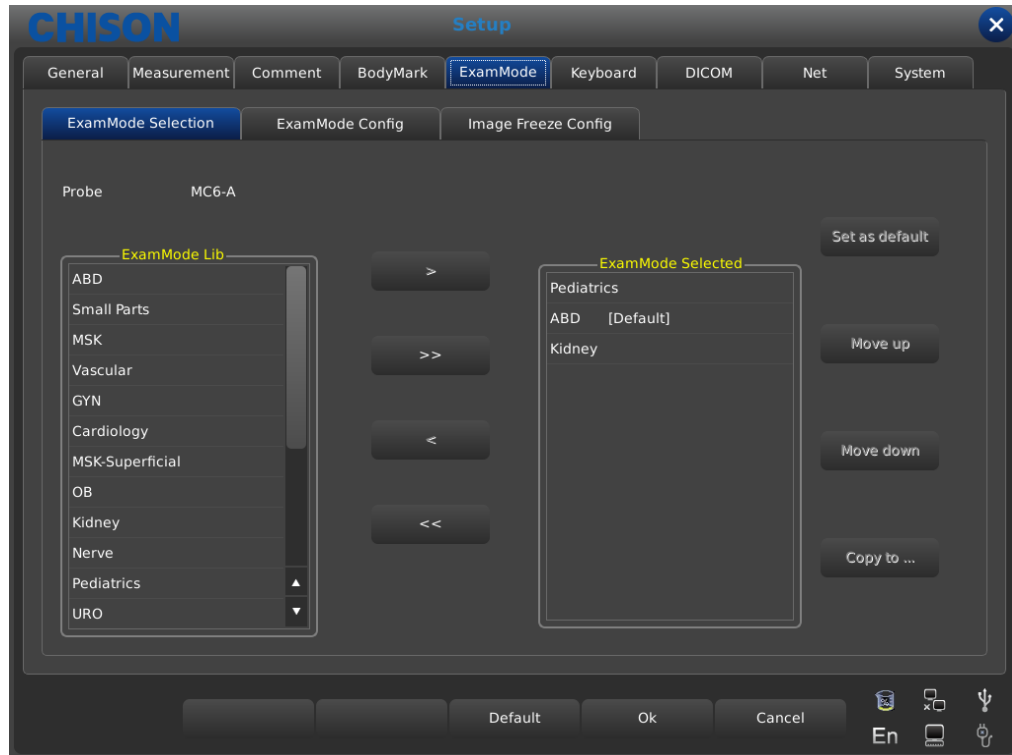 CHISON
Setup
General
Measurement
Comment
BodyMark
ExamMode
Keyboard
DICOM
Net
System
ExamMode Selection
ExamMode Config
Image Freeze Config
Probe MC6-A
ExamMode Lib
ABD
Small Parts
MSK
Vascular
GYN
Cardiology
MSK-Superficial
OB
Kidney
Nerve
Pediatrics
URO
>
>>
<
<<
ExamMode Selected
Pediatrics
ABD [Default]
Kidney
Set as default
Move up
Move down
Copy to ...
Default
Ok
Cancel
En